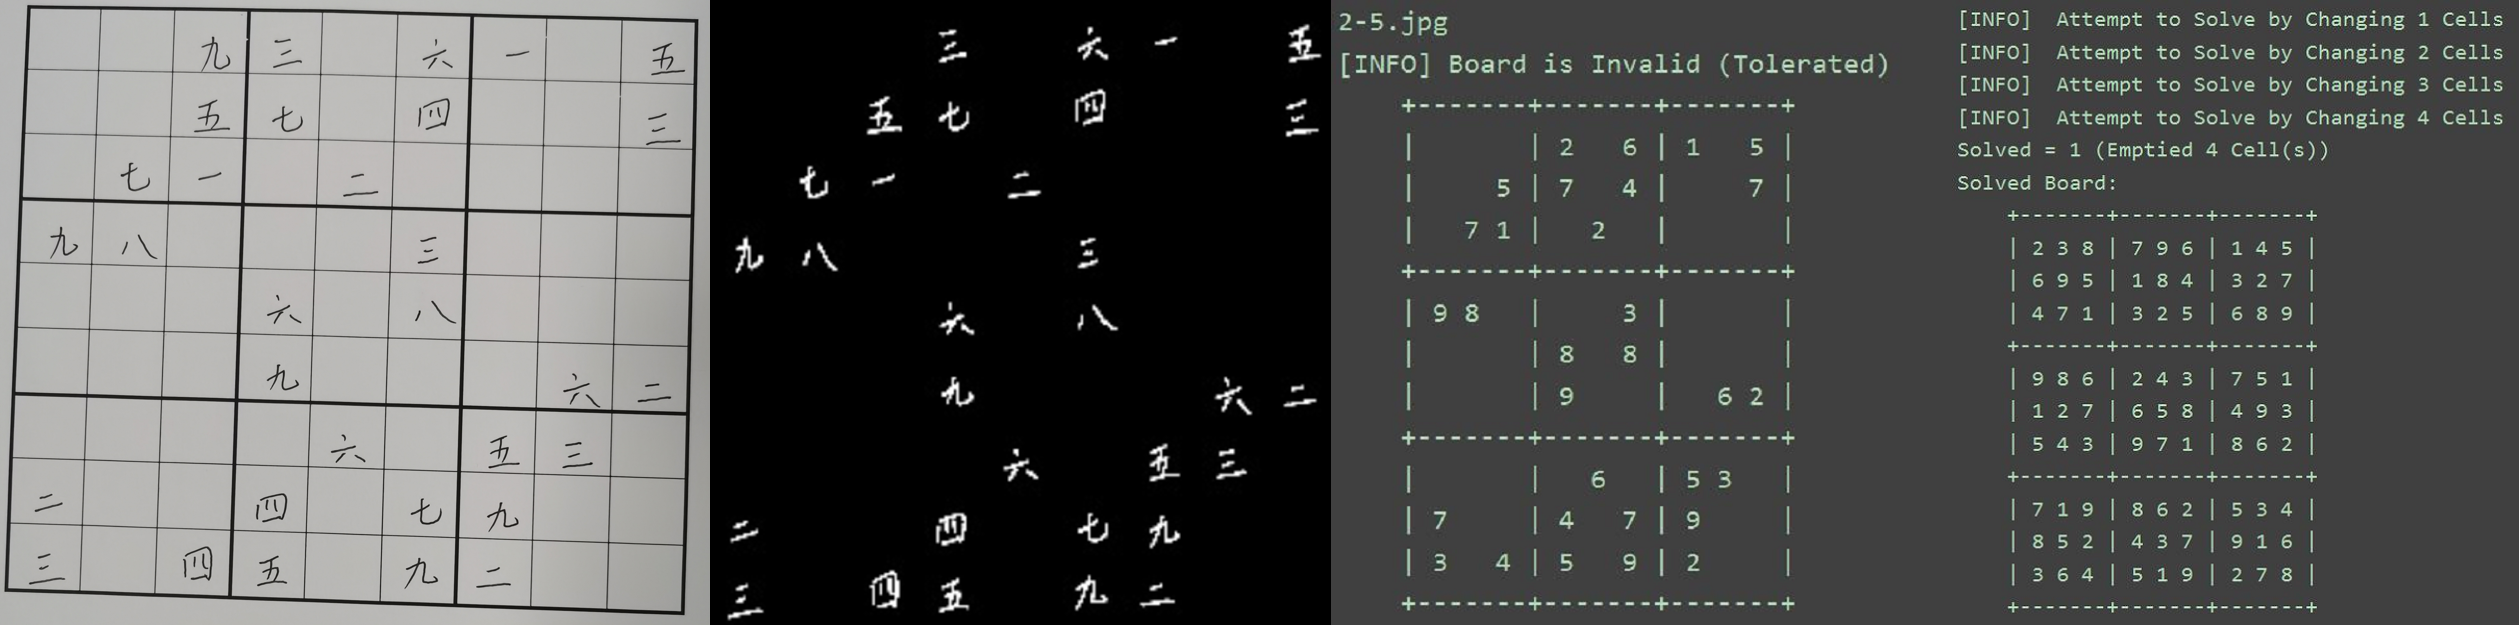 九 三 六 一 五
五 七 四 三
七 一 二
九 八 三
六 八
九 六 二
六 五 三
二 四 七 九
三 四 五 九 二
三 六 一 五
五 七 四 三
七 一 二
九 八 三
六 八
九 六 二
六 五 三
二 四 七 九
三 四 五 九 二
2-5.jpg
[INFO] Board is Invalid (Tolerated)
+-------+-------+-------+
|       | 2   6 | 1   5 |
|     5 | 7   4 |     7 |
|   7 1 |   2   |       |
+-------+-------+-------+
| 9 8   |     3 |       |
|       | 8   8 |       |
|       | 9     |   6 2 |
+-------+-------+-------+
|       |   6   | 5 3   |
| 7     | 4   7 | 9     |
| 3   4 | 5   9 | 2     |
+-------+-------+-------+
[INFO]  Attempt to Solve by Changing 1 Cells
[INFO]  Attempt to Solve by Changing 2 Cells
[INFO]  Attempt to Solve by Changing 3 Cells
[INFO]  Attempt to Solve by Changing 4 Cells
Solved = 1 (Emptied 4 Cell(s))
Solved Board:
+-------+-------+-------+
| 2 3 8 | 7 9 6 | 1 4 5 |
| 6 9 5 | 1 8 4 | 3 2 7 |
| 4 7 1 | 3 2 5 | 6 8 9 |
+-------+-------+-------+
| 9 8 6 | 2 4 3 | 7 5 1 |
| 1 2 7 | 6 5 8 | 4 9 3 |
| 5 4 3 | 9 7 1 | 8 6 2 |
+-------+-------+-------+
| 7 1 9 | 8 6 2 | 5 3 4 |
| 8 5 2 | 4 3 7 | 9 1 6 |
| 3 6 4 | 5 1 9 | 2 7 8 |
+-------+-------+-------+